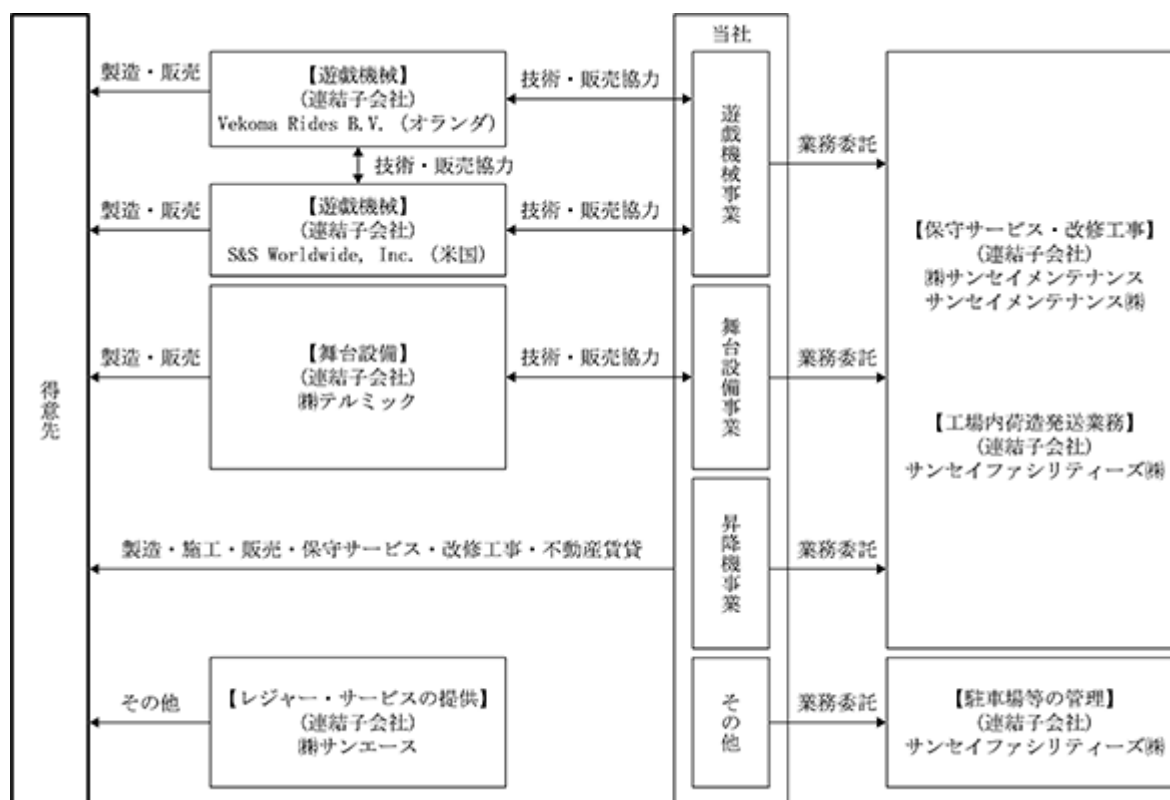 当社
製造・販売
【遊戯機械】
(連結子会社)
Vekoma Rides B.V. (オランダ)
技術・販売協力
遊戯機械事業
業務委託
技術・販売協力
製造・販売
【遊戯機械】
(連結子会社)
S&S Worldwide, Inc. (米国)
技術・販売協力
【保守サービス・改修工事】
(連結子会社)
㈱サンセイメンテナンス
サンセイメンテナンス㈱
得意先
製造・販売
【舞台設備】
(連結子会社)
㈱テルミック
技術・販売協力
舞台設備事業
業務委託
【工場内荷造発送業務】
(連結子会社)
サンセイファシリティーズ㈱
製造・施工・販売・保守サービス・改修工事・不動産賃貸
昇降機事業
業務委託
その他
【レジャー・サービスの提供】
(連結子会社)
㈱サンエース
その他
業務委託
【駐車場等の管理】
(連結子会社)
サンセイファシリティーズ㈱